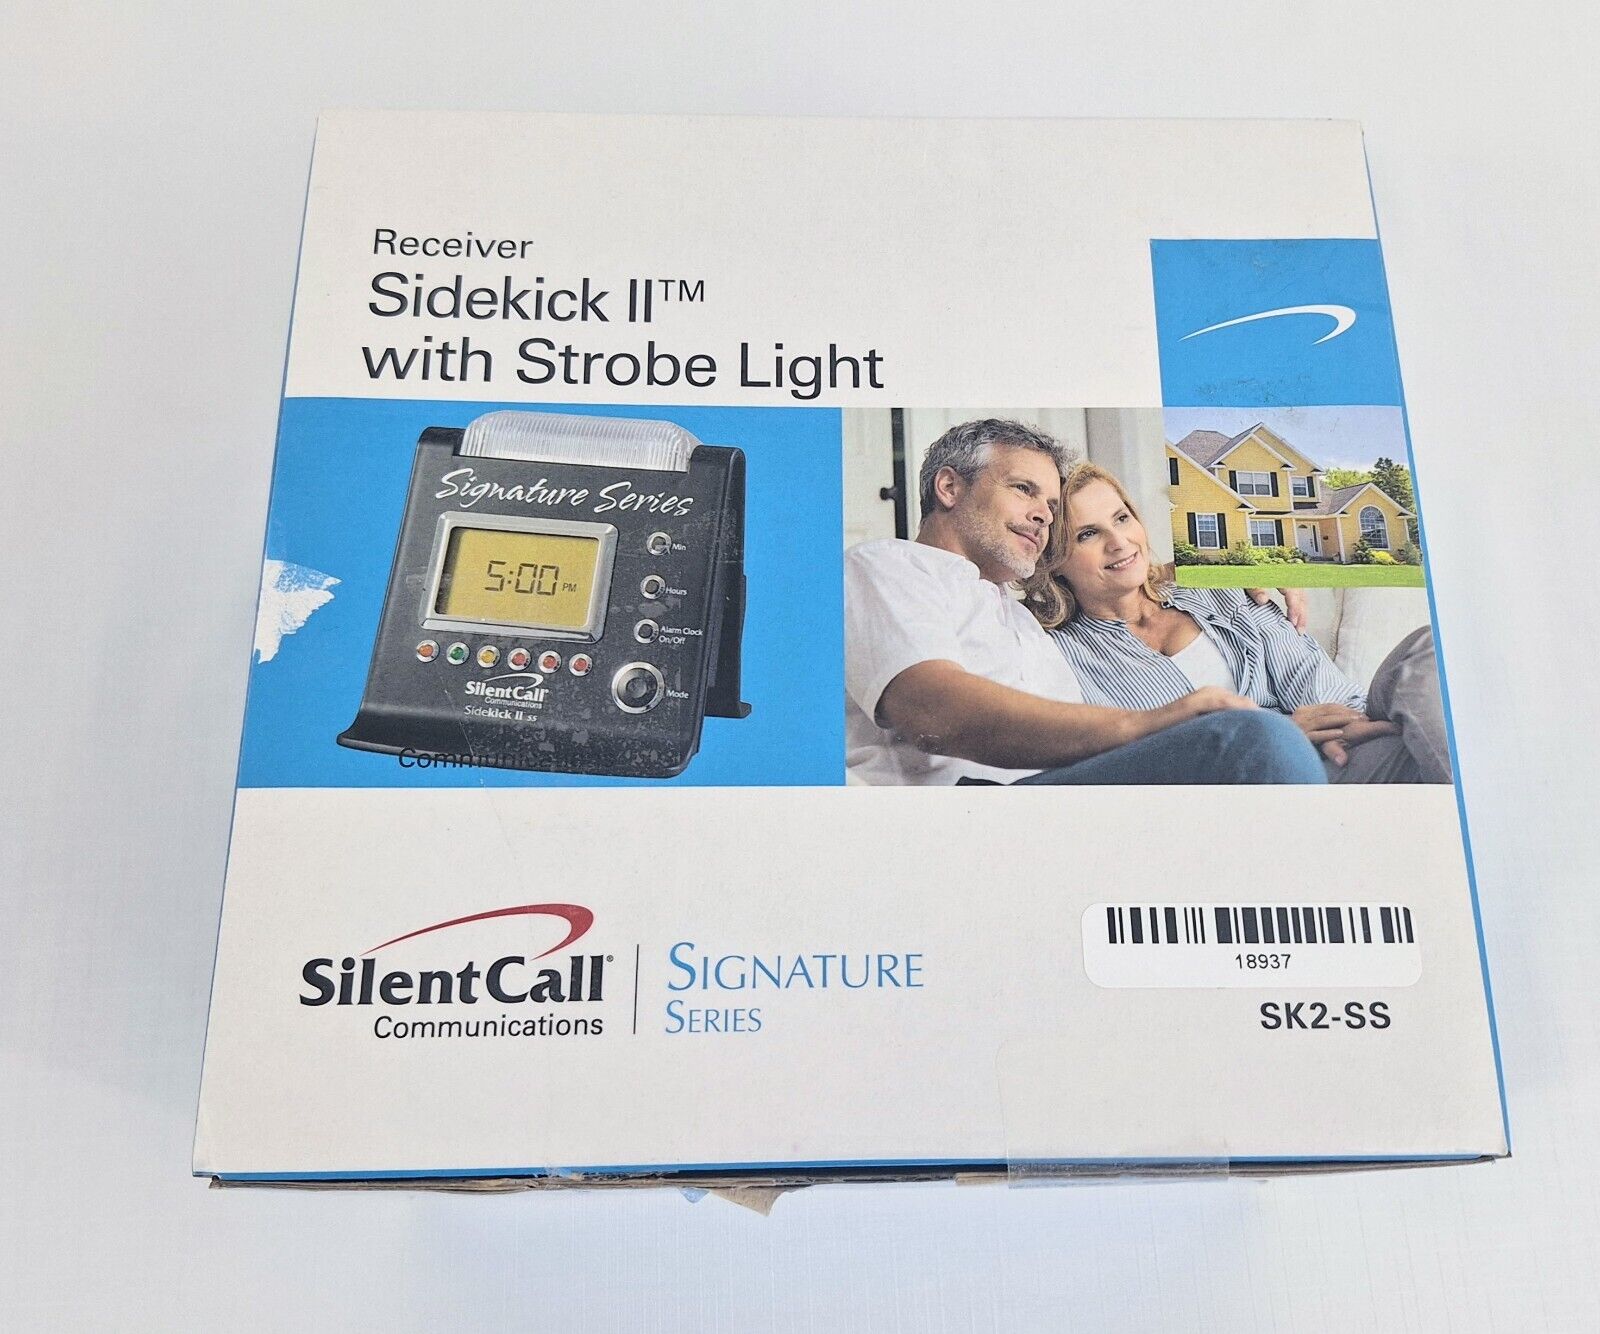 Receiver
Sidekick II™
with Strobe Light
Signature Series
5:00 PM
Min
Hours
Alarm Clock
On/Off
Mode
SilentCall
Communications
Sidekick II ss
Communications
SilentCall®
Communications
SIGNATURE
SERIES
18937
SK2-SS